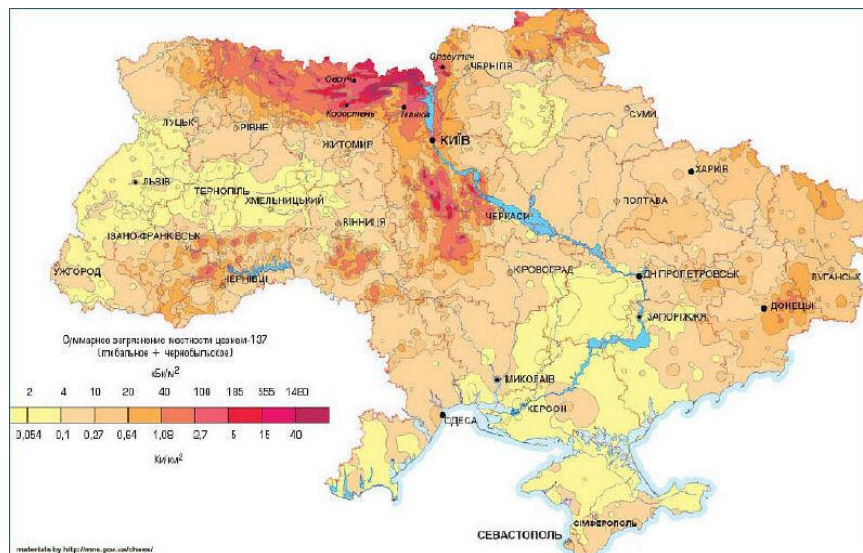 Славутич
ЧЕРНІГІВ
Овруч
Коростень
Іванків
ЛУЦЬК
РІВНЕ
КИЇВ
СУМИ
ЖИТОМИР
ХАРКІВ
ЛЬВІВ
ТЕРНОПІЛЬ
ХМЕЛЬНИЦЬКИЙ
ПОЛТАВА
ЧЕРКАСИ
ВІННИЦЯ
ІВАНО-ФРАНКІВСЬК
УЖГОРОД
ЧЕРНІВЦІ
КІРОВОГРАД
ДНІПРОПЕТРОВСЬК
ЛУГАНСЬК
ДОНЕЦЬК
ЗАПОРІЖЖЯ
Суммарное загрязнение местности цезием-137
(глобальное + чернобыльское)
кБк/м²
2 4 10 20 40 100 185 555 1480
0,054 0,1 0,27 0,54 1,08 2,7 5 15 40
Ки/км²
МИКОЛАЇВ
ХЕРСОН
ОДЕСА
СІМФЕРОПОЛЬ
СЕВАСТОПОЛЬ
materials by http://mns.gov.ua/chaes/